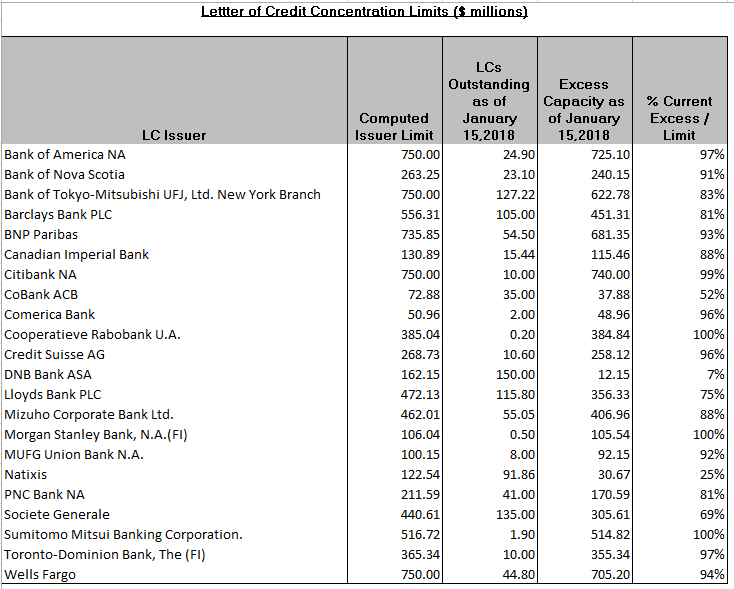 Lettter of Credit Concentration Limits ($ millions)
LC Issuer Computed Issuer Limit LCs Outstanding as of January 15,2018 Excess Capacity as of January 15,2018 % Current Excess / Limit
Bank of America NA 750.00 24.90 725.10 97%
Bank of Nova Scotia 263.25 23.10 240.15 91%
Bank of Tokyo-Mitsubishi UFJ, Ltd. New York Branch 750.00 127.22 622.78 83%
Barclays Bank PLC 556.31 105.00 451.31 81%
BNP Paribas 735.85 54.50 681.35 93%
Canadian Imperial Bank 130.89 15.44 115.46 88%
Citibank NA 750.00 10.00 740.00 99%
CoBank ACB 72.88 35.00 37.88 52%
Comerica Bank 50.96 2.00 48.96 96%
Cooperatieve Rabobank U.A. 385.04 0.20 384.84 100%
Credit Suisse AG 268.73 10.60 258.12 96%
DNB Bank ASA 162.15 150.00 12.15 7%
Lloyds Bank PLC 472.13 115.80 356.33 75%
Mizuho Corporate Bank Ltd. 462.01 55.05 406.96 88%
Morgan Stanley Bank, N.A.(FI) 106.04 0.50 105.54 100%
MUFG Union Bank N.A. 100.15 8.00 92.15 92%
Natixis 122.54 91.86 30.67 25%
PNC Bank NA 211.59 41.00 170.59 81%
Societe Generale 440.61 135.00 305.61 69%
Sumitomo Mitsui Banking Corporation. 516.72 1.90 514.82 100%
Toronto-Dominion Bank, The (FI) 365.34 10.00 355.34 97%
Wells Fargo 750.00 44.80 705.20 94%